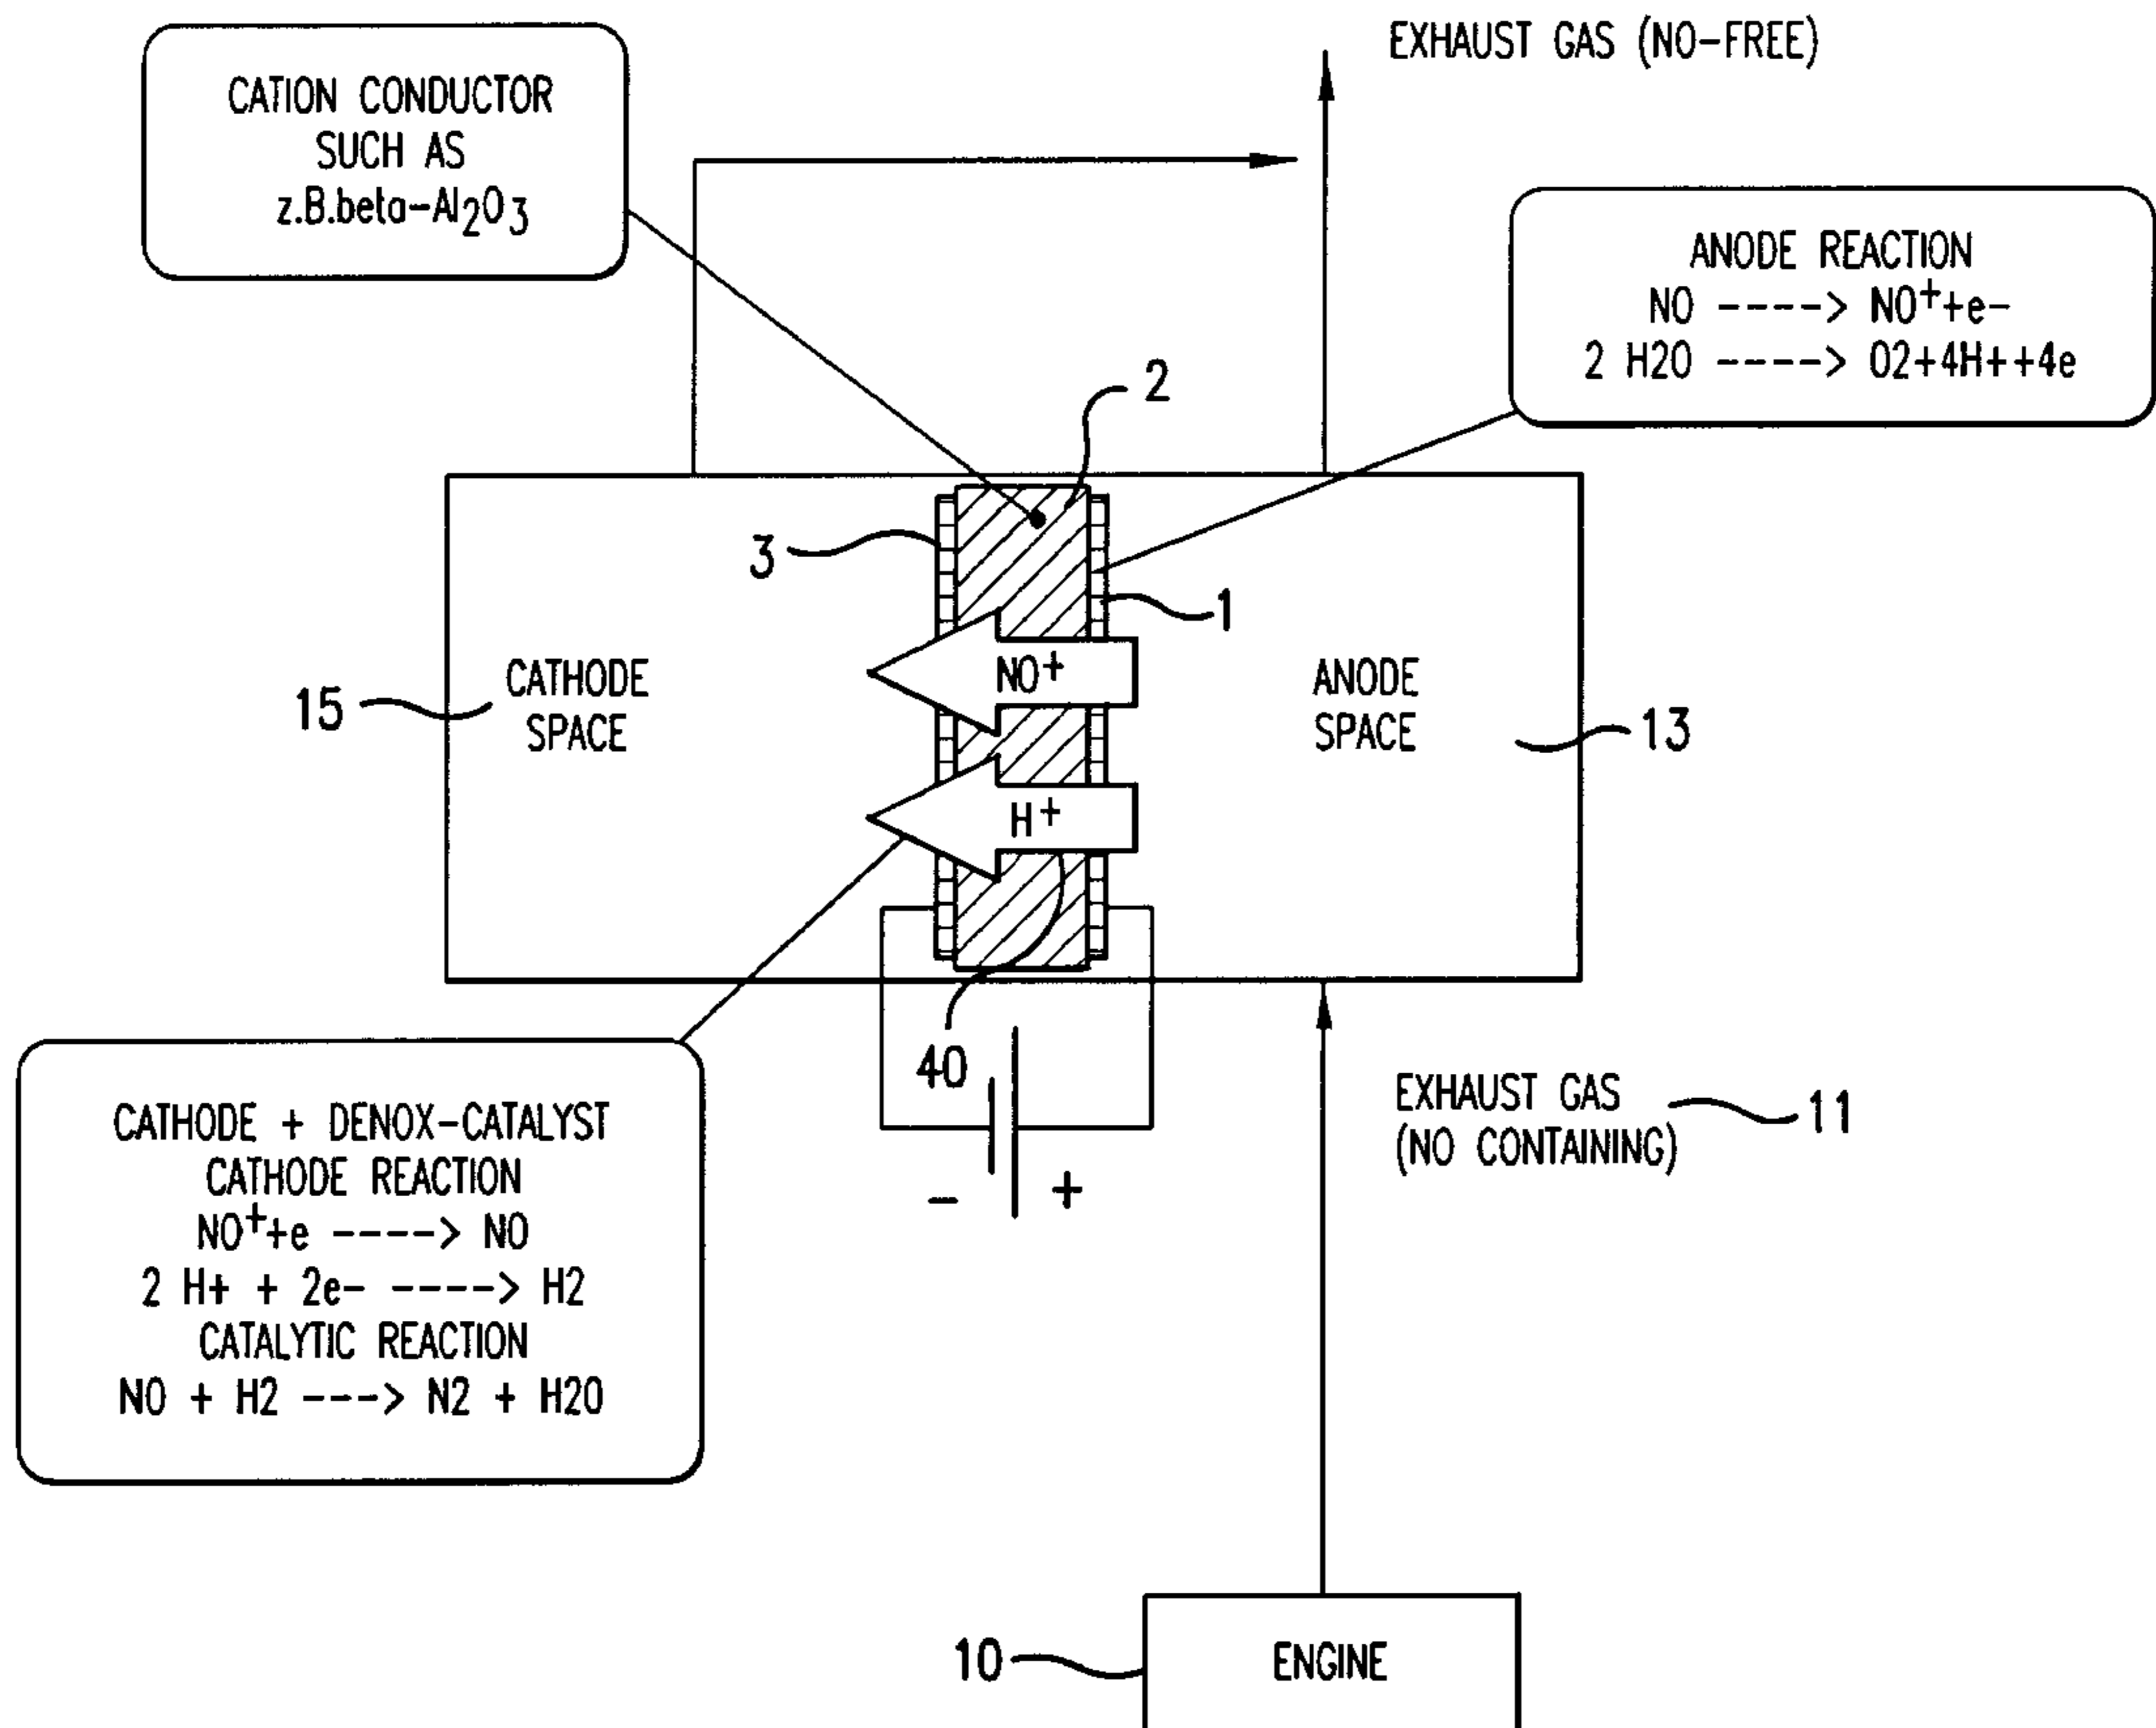 EXHAUST GAS (NO-FREE)
CATION CONDUCTOR
SUCH AS
z.B.beta-Al2O3
ANODE REACTION
NO ----> NO⁺+e-
2 H2O ----> O2+4H++4e
2
3
1
NO⁺
CATHODE
SPACE
15
ANODE
SPACE
13
H⁺
40
- +
EXHAUST GAS
(NO CONTAINING)
11
CATHODE + DENOX-CATALYST
CATHODE REACTION
NO⁺+e ----> NO
2 H+ + 2e- ----> H2
CATALYTIC REACTION
NO + H2 ---> N2 + H2O
10
ENGINE